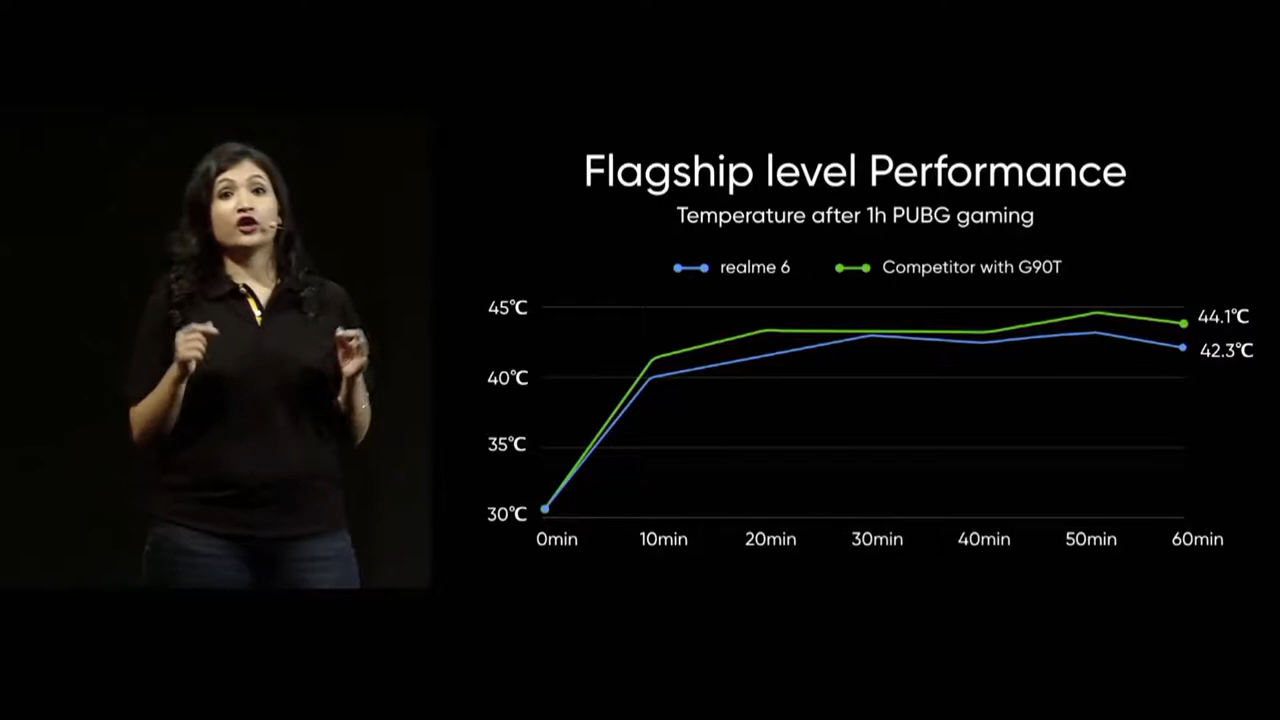 Flagship level Performance
Temperature after 1h PUBG gaming
realme 6
Competitor with G90T
45℃
44.1℃
42.3℃
40℃
35℃
30℃
0min 10min 20min 30min 40min 50min 60min